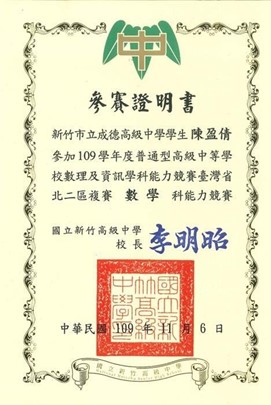 中
參賽證明書
新竹市立成德高級中學學生 陳盈倩
參加109學年度普通型高級中等學
校數理及資訊學科能力競賽臺灣省
北二區複賽 數學 科能力競賽
國立新竹高級中學
校長 李明昭
國立新竹高級中學印
中華民國 109 年 11 月 6 日
國立新竹高級中學